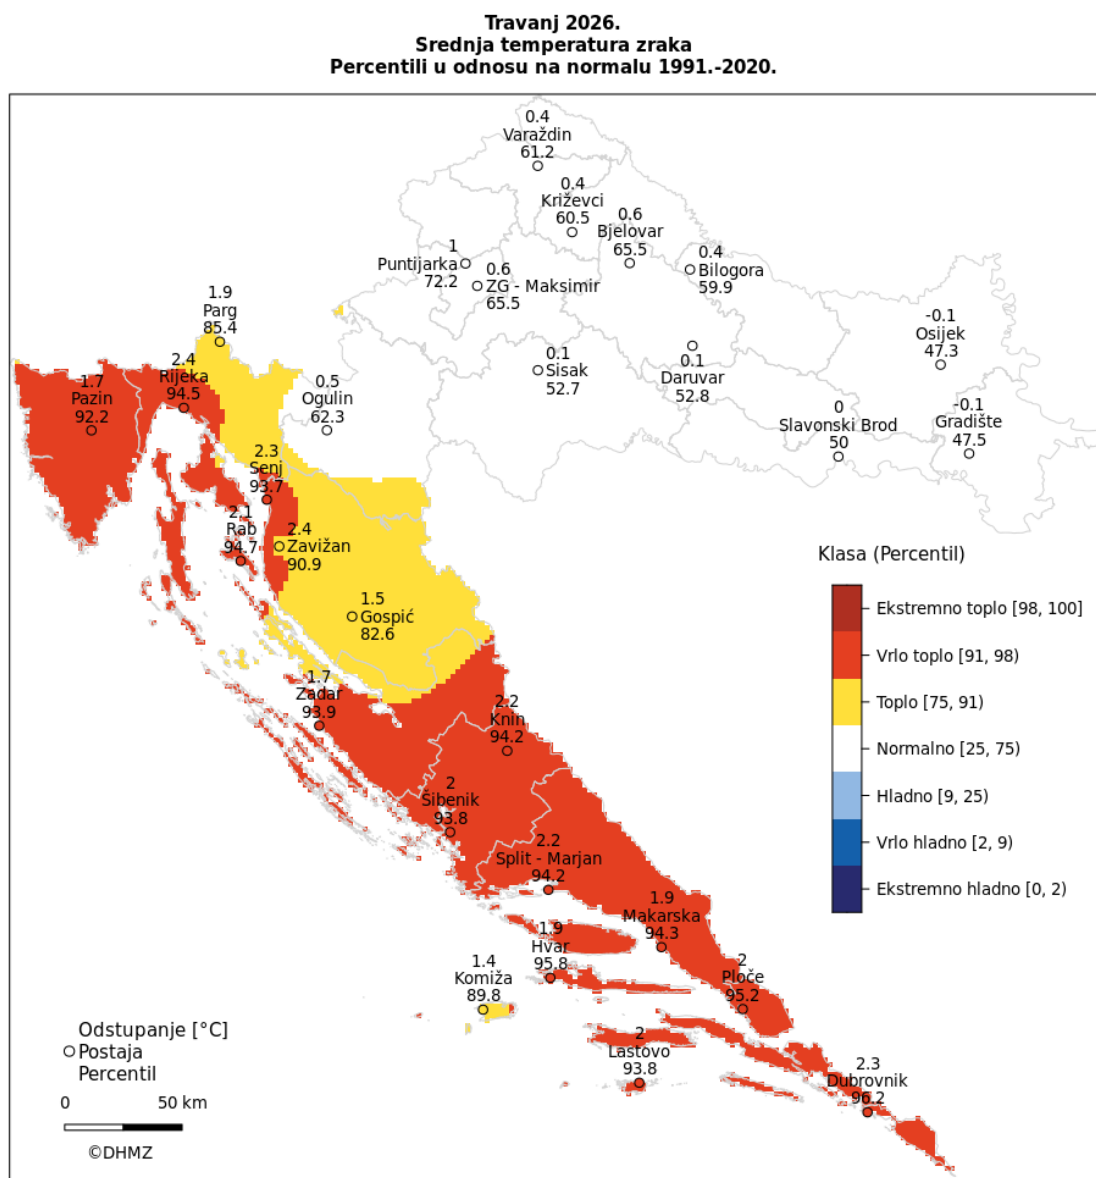 Travanj 2026.
Srednja temperatura zraka
Percentili u odnosu na normalu 1991.-2020.
0.4
Varaždin
61.2
0.4
Križevci
60.5
0.6
Bjelovar
65.5
1
Puntijarka
72.2
0.6
ZG - Maksimir
65.5
0.4
Bilogora
59.9
1.9
Parg
85.4
-0.1
Osijek
47.3
2.4
Rijeka
94.5
1.7
Pazin
92.2
0.5
Ogulin
62.3
0.1
Sisak
52.7
0.1
Daruvar
52.8
0
Slavonski Brod
50
-0.1
Gradište
47.5
2.3
Senj
93.7
2.1
Rab
94.7
2.4
Zavižan
90.9
1.5
Gospić
82.6
1.7
Zadar
93.9
2.2
Knin
94.2
2
Šibenik
93.8
2.2
Split - Marjan
94.2
1.9
Makarska
94.3
1.9
Hvar
95.8
1.4
Komiža
89.8
2
Ploče
95.2
2
Lastovo
93.8
2.3
Dubrovnik
96.2
Klasa (Percentil)
Ekstremno toplo [98, 100]
Vrlo toplo [91, 98)
Toplo [75, 91)
Normalno [25, 75)
Hladno [9, 25)
Vrlo hladno [2, 9)
Ekstremno hladno [0, 2)
Odstupanje [°C]
Postaja
Percentil
0 50 km
©DHMZ